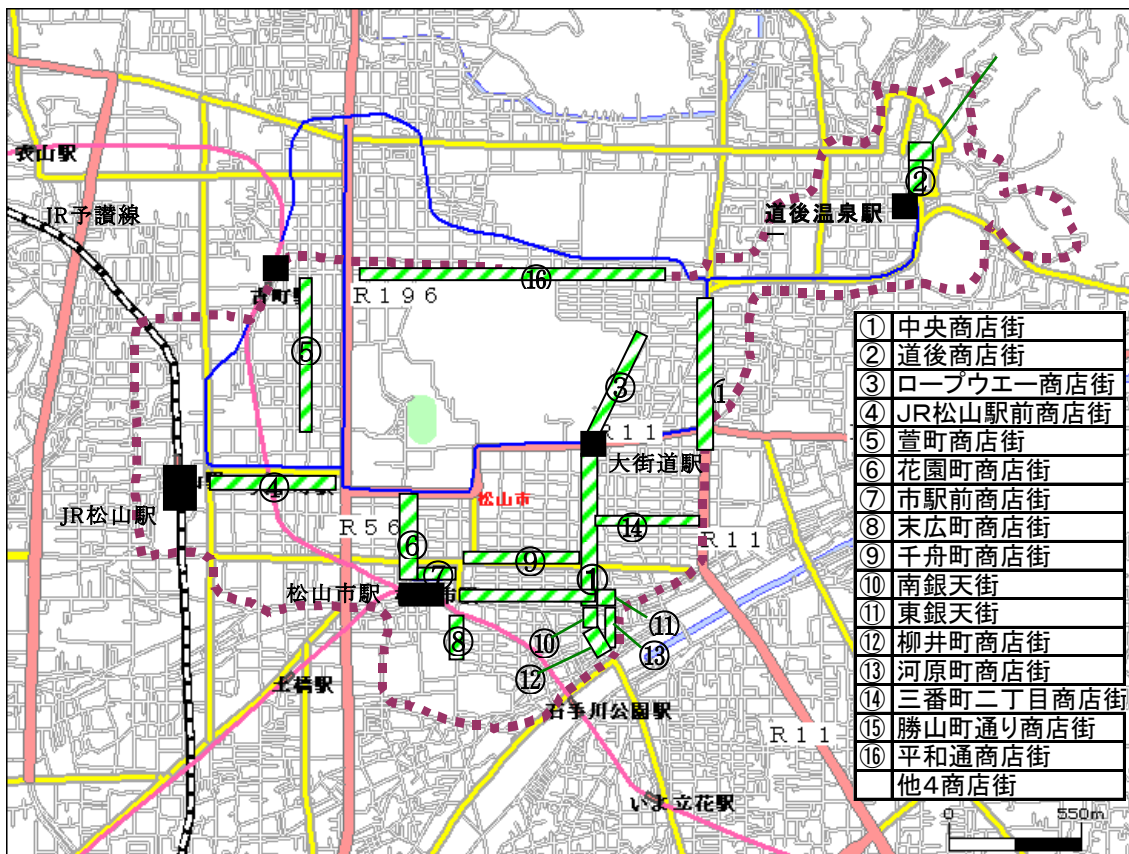 衣山駅
JR予讃線
②
道後温泉駅
古町駅
⑯
R196
⑤
③
①
R11
大街道駅
④
JR松山駅
松山市
R56
⑥
⑭
R11
⑨
⑦
松山市駅
①
⑪
⑧
⑩
⑬
⑫
土橋駅
石手川公園駅
R11
いよ立花駅
① 中央商店街
② 道後商店街
③ ロープウエー商店街
④ JR松山駅前商店街
⑤ 萱町商店街
⑥ 花園町商店街
⑦ 市駅前商店街
⑧ 末広町商店街
⑨ 千舟町商店街
⑩ 南銀天街
⑪ 東銀天街
⑫ 柳井町商店街
⑬ 河原町商店街
⑭ 三番町二丁目商店街
⑮ 勝山町通り商店街
⑯ 平和通商店街
他4商店街
0 550m